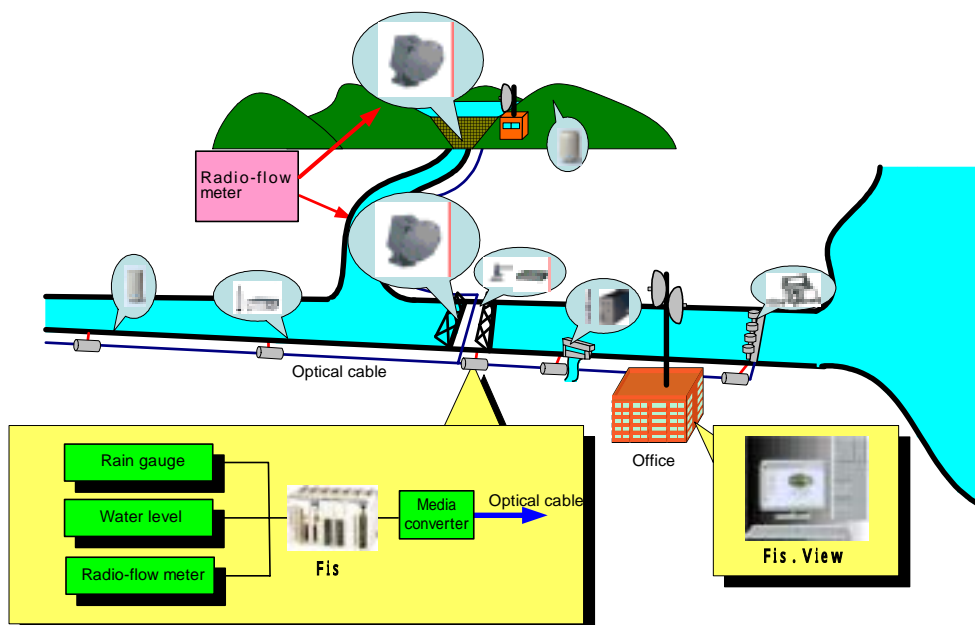 Radio-flow
meter
Optical cable
Office
Rain gauge
Water level
Radio-flow meter
Fis
Media
converter
Optical cable
Fis.View